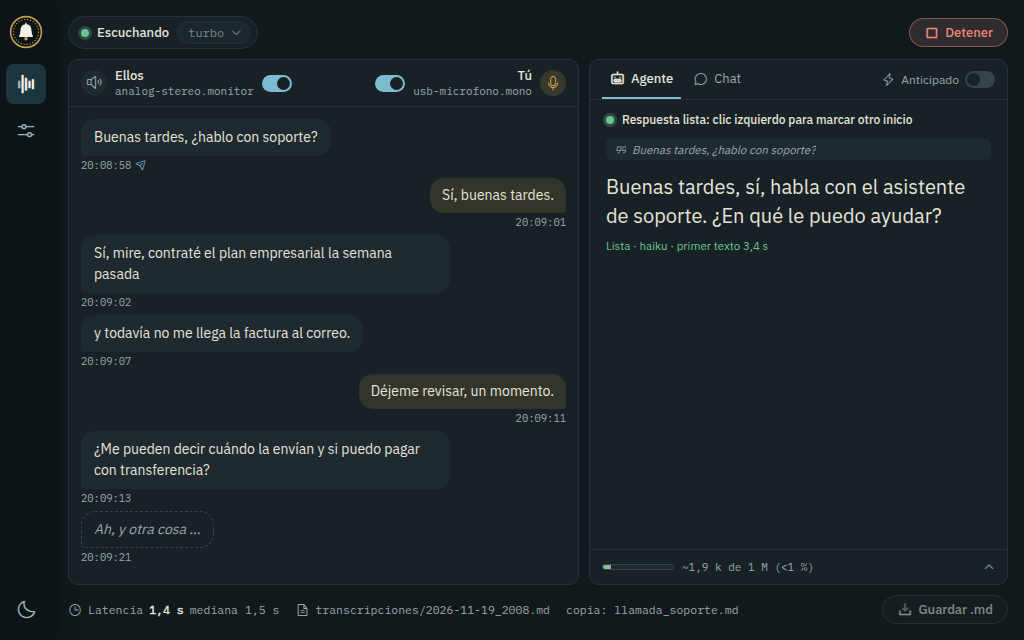 Escuchando
turbo
Detener
Ellos
analog-stereo.monitor
Tú
usb-microfono.mono
Buenas tardes, ¿hablo con soporte?
20:08:58
Sí, buenas tardes.
20:09:01
Sí, mire, contraté el plan empresarial la semana
pasada
20:09:02
y todavía no me llega la factura al correo.
20:09:07
Déjeme revisar, un momento.
20:09:11
¿Me pueden decir cuándo la envían y si puedo pagar
con transferencia?
20:09:13
Ah, y otra cosa ...
20:09:21
Agente
Chat
Anticipado
Respuesta lista: clic izquierdo para marcar otro inicio
Buenas tardes, ¿hablo con soporte?
Buenas tardes, sí, habla con el asistente
de soporte. ¿En qué le puedo ayudar?
Lista · haiku · primer texto 3,4 s
~1,9 k de 1 M (<1 %)
Latencia 1,4 s mediana 1,5 s
transcripciones/2026-11-19_2008.md
copia: llamada_soporte.md
Guardar .md